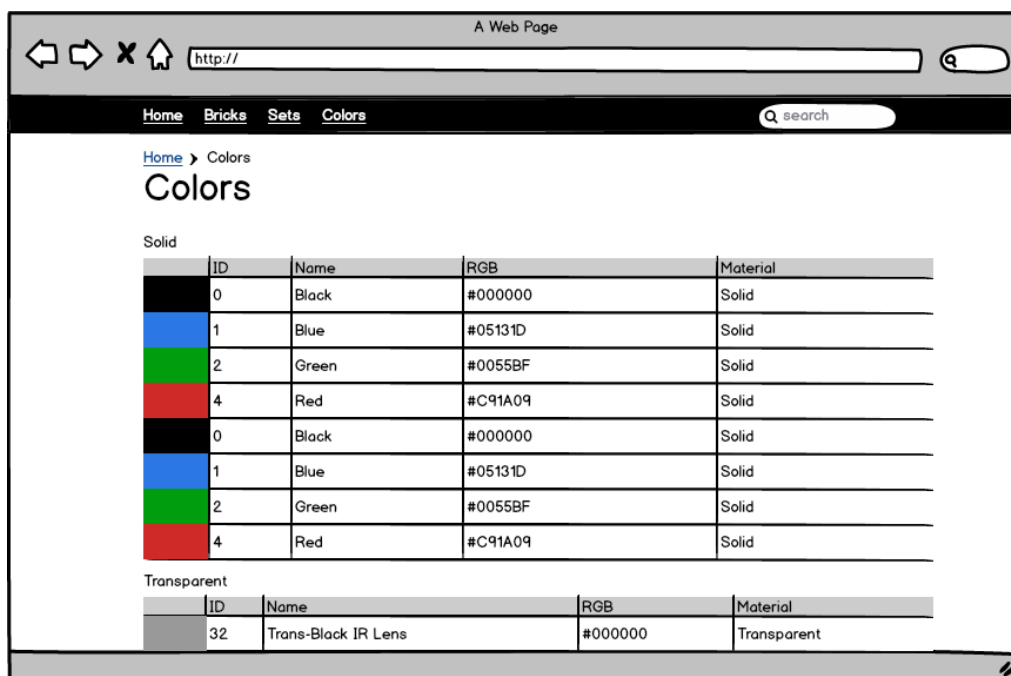 A Web Page
http://
Home Bricks Sets Colors search
Home Colors
Colors
Solid
ID Name RGB Material
0 Black #000000 Solid
1 Blue #05131D Solid
2 Green #0055BF Solid
4 Red #C91A09 Solid
0 Black #000000 Solid
1 Blue #05131D Solid
2 Green #0055BF Solid
4 Red #C91A09 Solid
Transparent
ID Name RGB Material
32 Trans-Black IR Lens #000000 Transparent